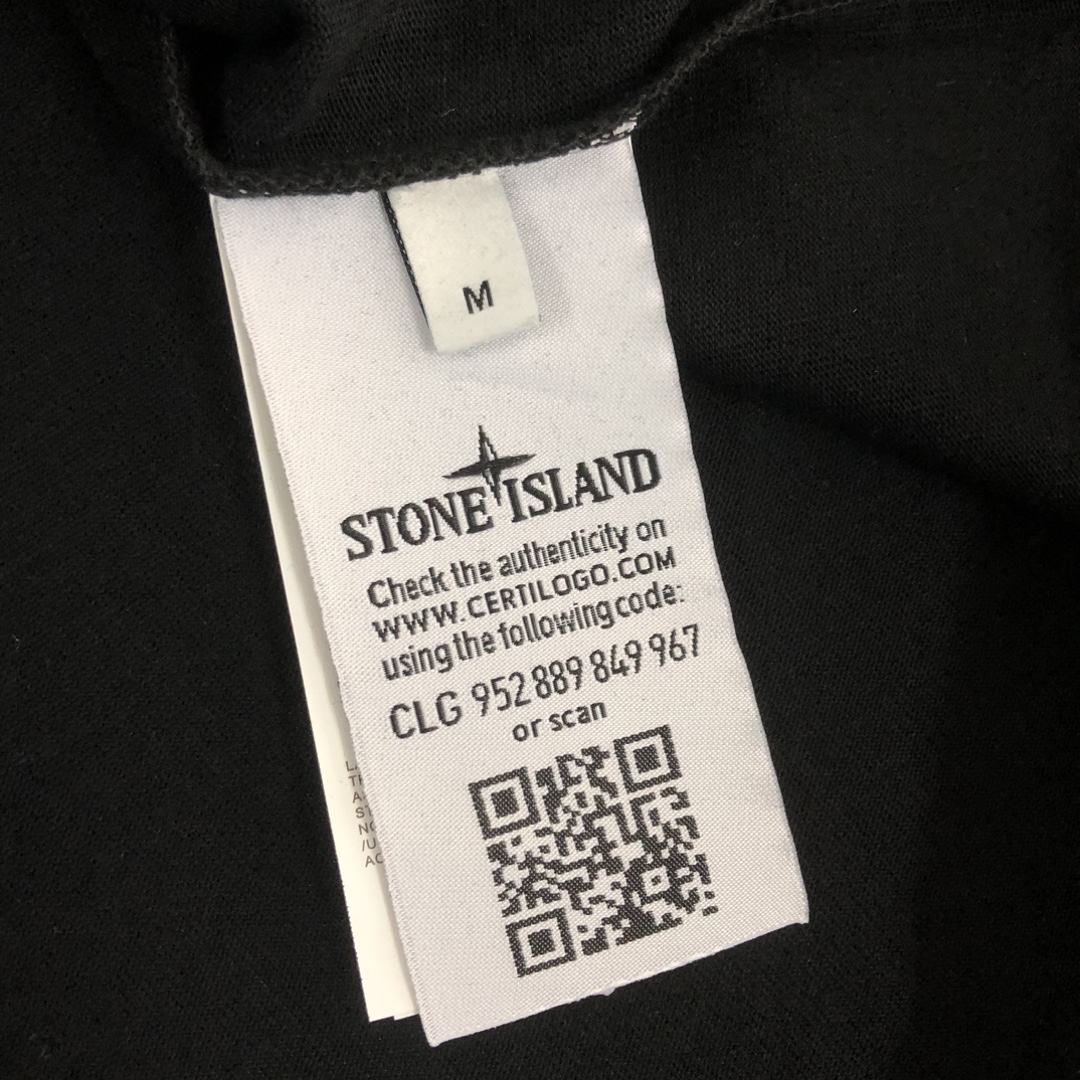 M
STONE ISLAND
Check the authenticity on
WWW.CERTILOGO.COM
using the following code:
CLG 952 889 849 967
or scan